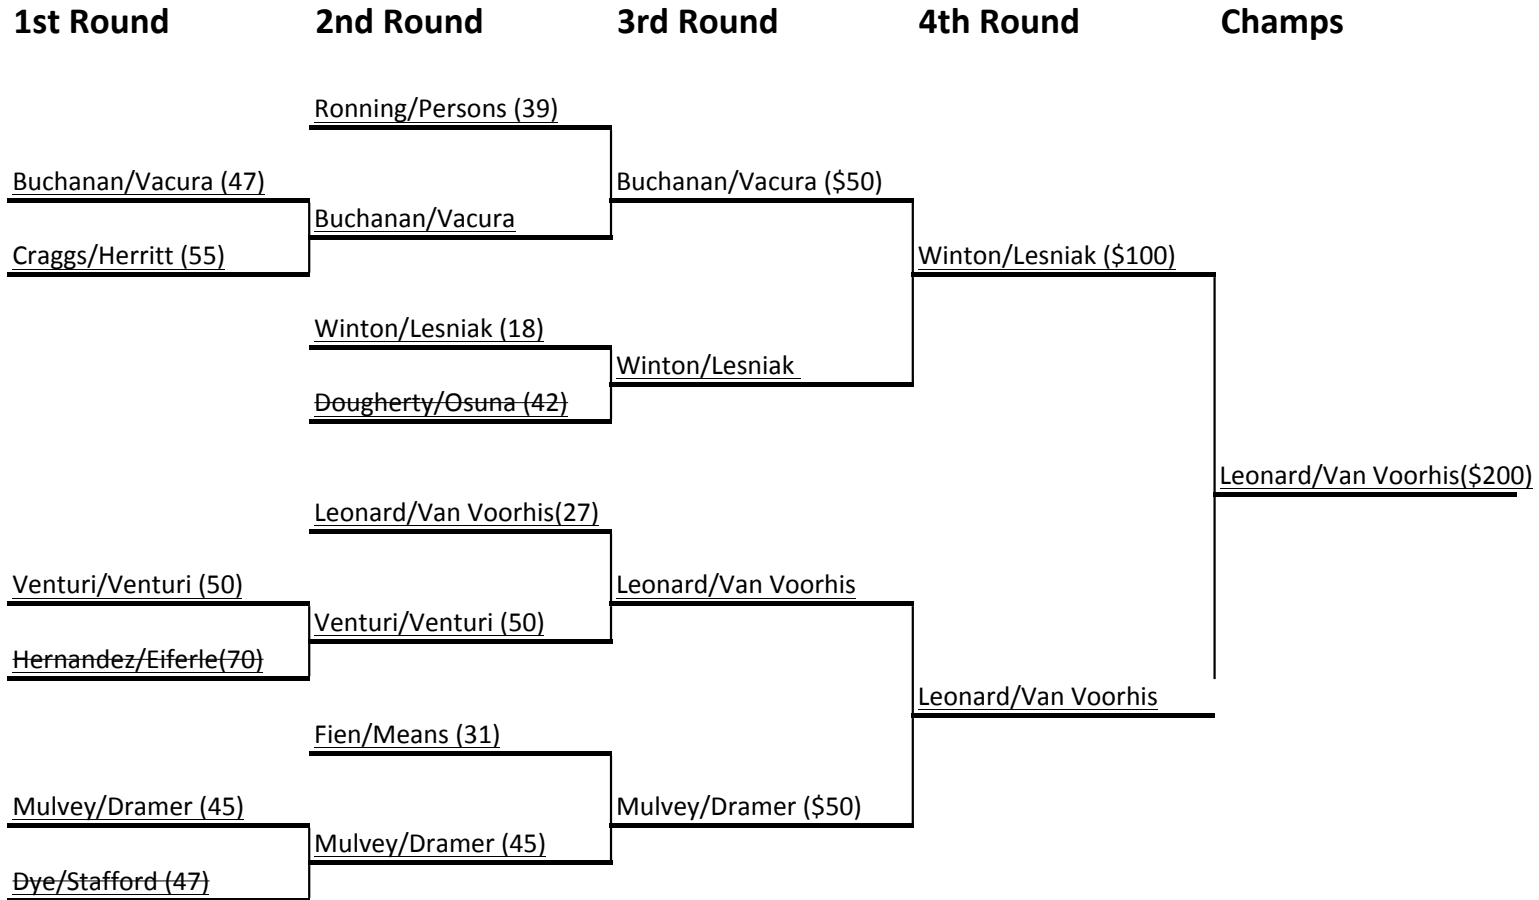 1st Round 2nd Round 3rd Round 4th Round Champs
Ronning/Persons (39)
Buchanan/Vacura (47)
Buchanan/Vacura ($50)
Buchanan/Vacura
Craggs/Herritt (55)
Winton/Lesniak ($100)
Winton/Lesniak (18)
Winton/Lesniak
Dougherty/Osuna (42)
Leonard/Van Voorhis($200)
Leonard/Van Voorhis(27)
Venturi/Venturi (50)
Leonard/Van Voorhis
Venturi/Venturi (50)
Hernandez/Eiferle(70)
Leonard/Van Voorhis
Fien/Means (31)
Mulvey/Dramer (45)
Mulvey/Dramer ($50)
Mulvey/Dramer (45)
Dye/Stafford (47)